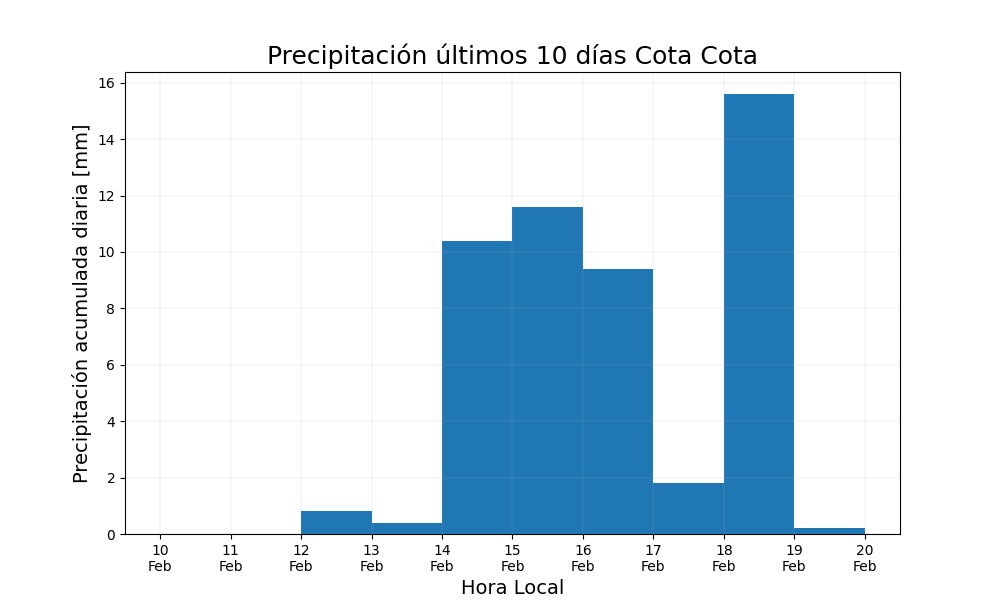 Precipitación últimos 10 días Cota Cota
Precipitación acumulada diaria [mm]
16
14
12
10
8
6
4
2
0
10 11 12 13 14 15 16 17 18 19 20
Feb Feb Feb Feb Feb Feb Feb Feb Feb Feb Feb
Hora Local